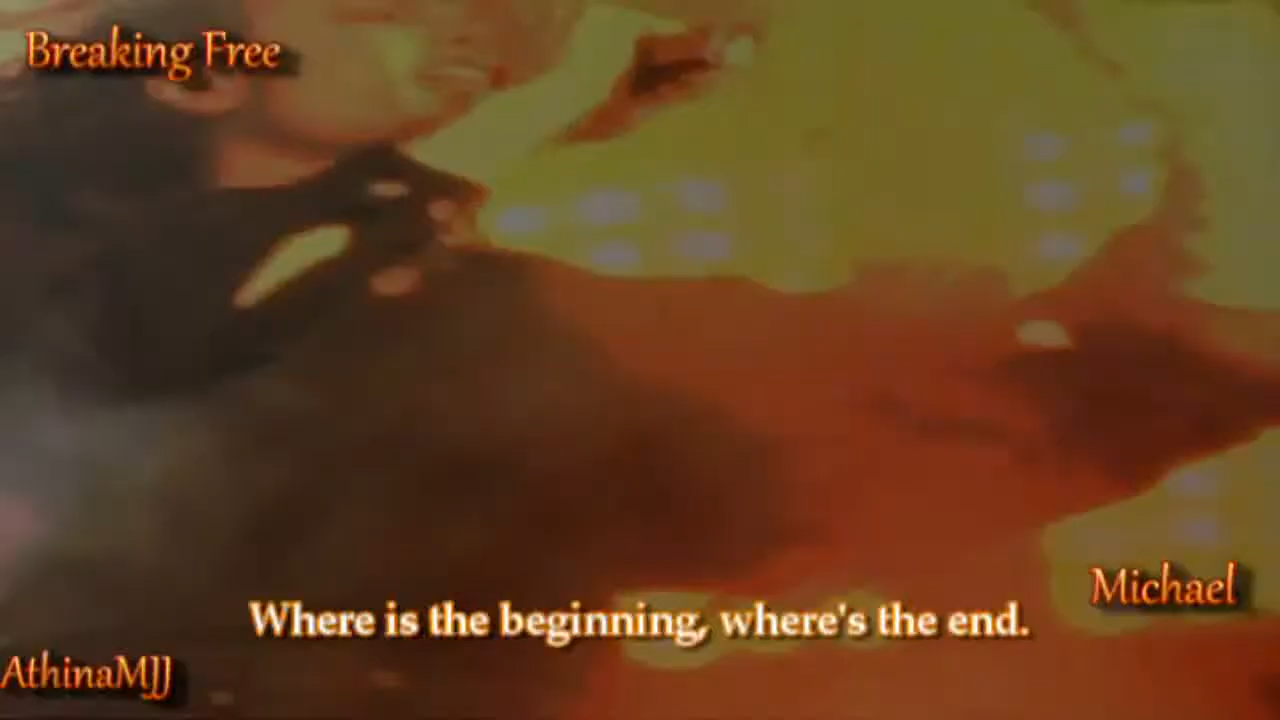 Breaking Free
Michael
Where is the beginning, where's the end.
AthinaMJJ